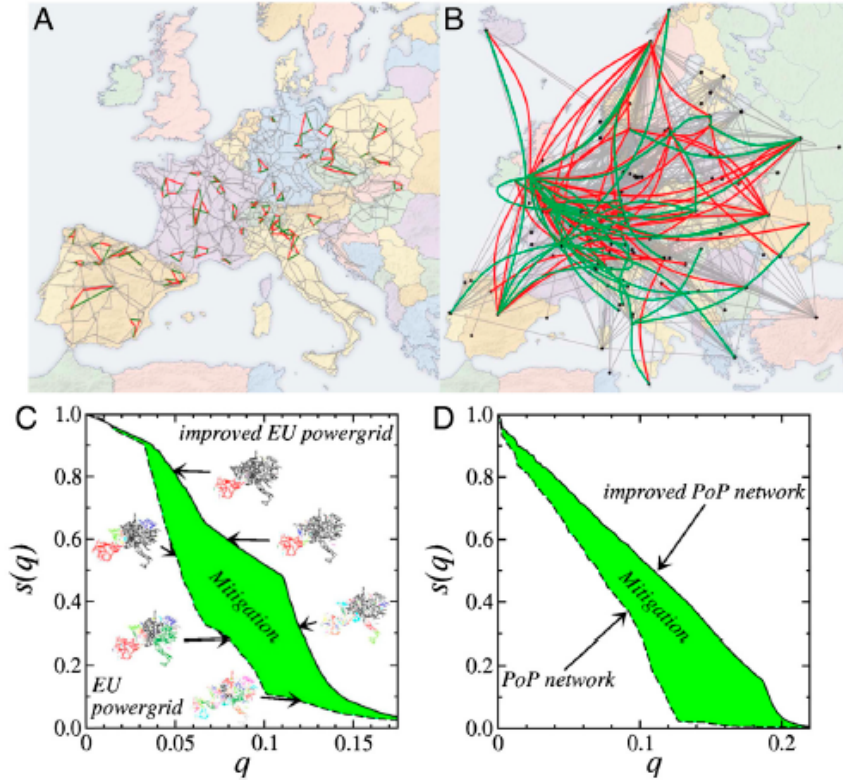 A
B
C
1.0
0.8
0.6
0.4
0.2
0.0
s(q)
improved EU powergrid
Mitigation
EU
powergrid
0
0.05
0.1
0.15
q
D
1.0
0.8
0.6
0.4
0.2
0.0
s(q)
improved PoP network
Mitigation
PoP network
0
0.1
0.2
q